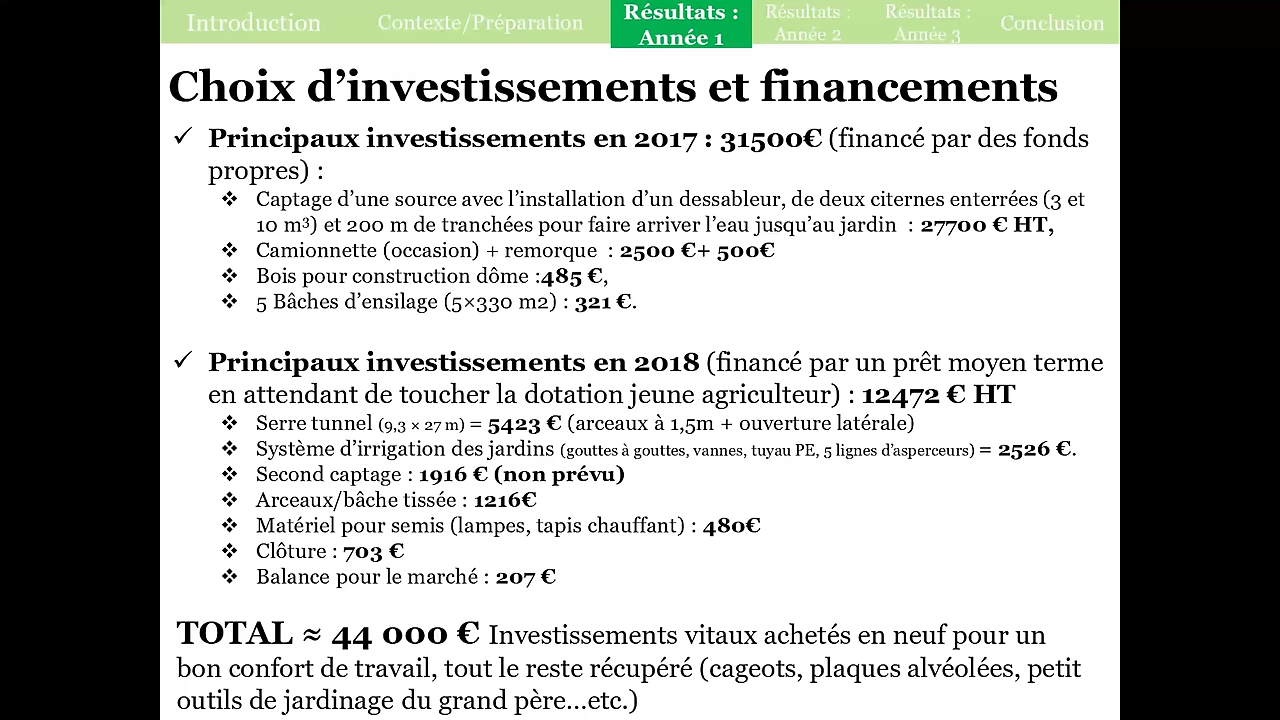 Introduction
Contexte/Préparation
Résultats :
Année 1
Résultats :
Année 2
Résultats :
Année 3
Conclusion
Choix d'investissements et financements
✓ Principaux investissements en 2017 : 31500€ (financé par des fonds
propres) :
❖ Captage d'une source avec l'installation d'un dessableur, de deux citernes enterrées (3 et
10 m³) et 200 m de tranchées pour faire arriver l'eau jusqu'au jardin : 27700 € HT,
❖ Camionnette (occasion) + remorque : 2500 €+ 500€
❖ Bois pour construction dôme :485 €,
❖ 5 Bâches d'ensilage (5×330 m2) : 321 €.
✓ Principaux investissements en 2018 (financé par un prêt moyen terme
en attendant de toucher la dotation jeune agriculteur) : 12472 € HT
❖ Serre tunnel (9,3 × 27 m) = 5423 € (arceaux à 1,5m + ouverture latérale)
❖ Système d'irrigation des jardins (gouttes à gouttes, vannes, tuyau PE, 5 lignes d'asperceurs) = 2526 €.
❖ Second captage : 1916 € (non prévu)
❖ Arceaux/bâche tissée : 1216€
❖ Matériel pour semis (lampes, tapis chauffant) : 480€
❖ Clôture : 703 €
❖ Balance pour le marché : 207 €
TOTAL ≈ 44 000 € Investissements vitaux achetés en neuf pour un
bon confort de travail, tout le reste récupéré (cageots, plaques alvéolées, petit
outils de jardinage du grand père...etc.)